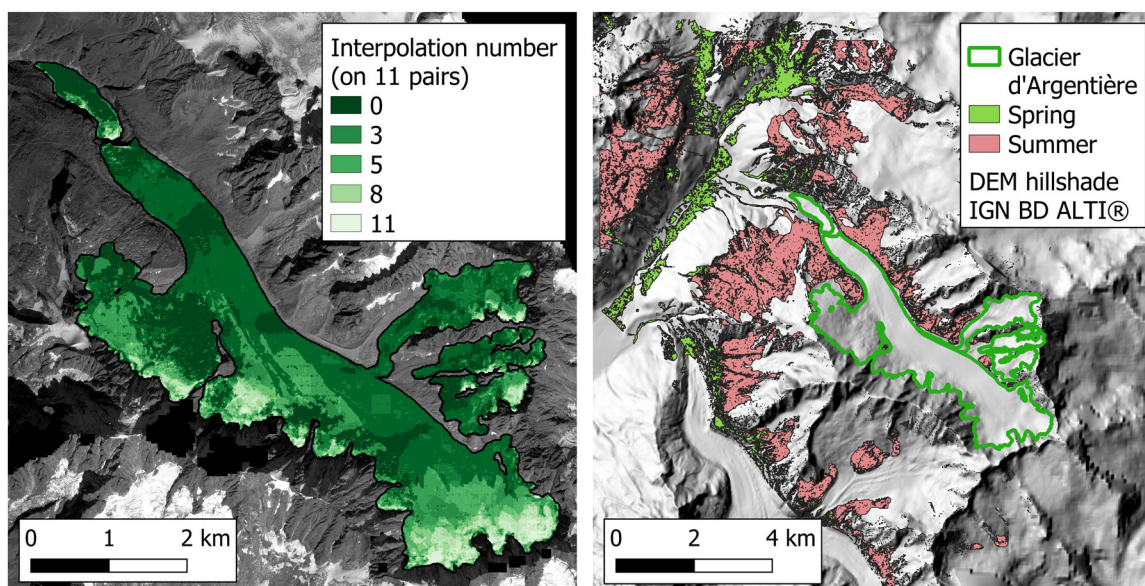 Interpolation number
(on 11 pairs)
0
3
5
8
11
0 1 2 km
Glacier
d'Argentière
Spring
Summer
DEM hillshade
IGN BD ALTI®
0 2 4 km